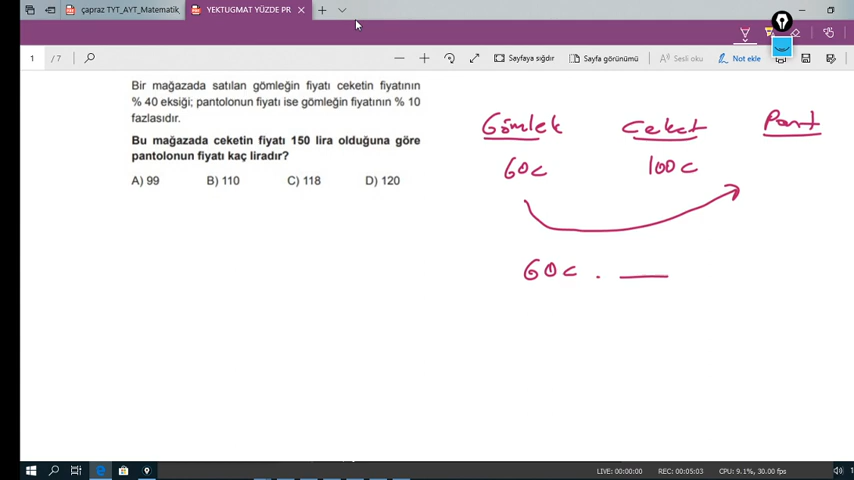 çapraz TYT_AYT_Matematik
YEKTUGMAT YÜZDE PR
1 / 7
Sayfaya sığdır
Sayfa görünümü
Sesli oku
Not ekle
Bir mağazada satılan gömleğin fiyatı ceketin fiyatının
% 40 eksiği; pantolonun fiyatı ise gömleğin fiyatının % 10
fazlasıdır.
Bu mağazada ceketin fiyatı 150 lira olduğuna göre
pantolonun fiyatı kaç liradır?
A) 99 B) 110 C) 118 D) 120
Gömlek Ceket Pant
60c 100c
60c .
LIVE: 00:00:00 REC: 00:05:03 CPU: 9.1%, 30.00 fps